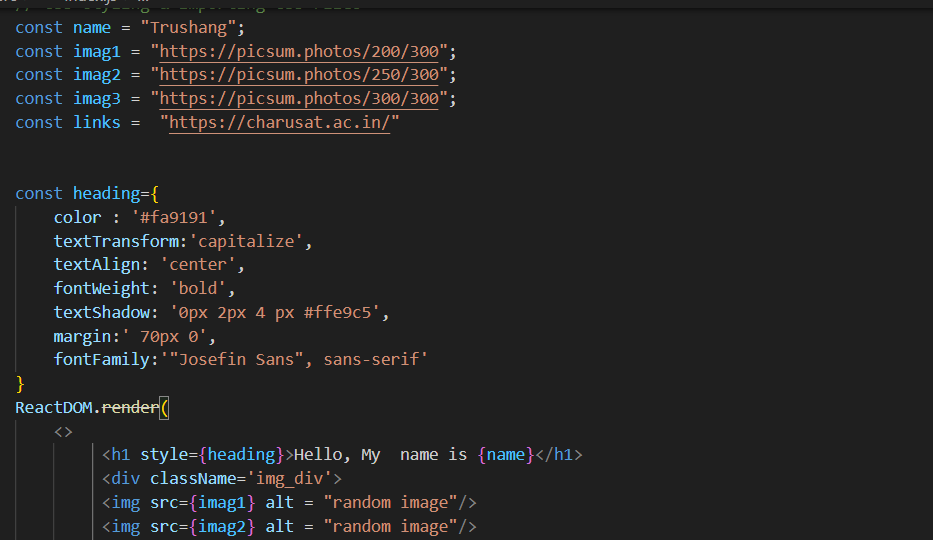 const name = "Trushang";
const imag1 = "https://picsum.photos/200/300";
const imag2 = "https://picsum.photos/250/300";
const imag3 = "https://picsum.photos/300/300";
const links =  "https://charusat.ac.in/"
const heading={
    color : '#fa9191',
    textTransform:'capitalize',
    textAlign: 'center',
    fontWeight: 'bold',
    textShadow: '0px 2px 4 px #ffe9c5',
    margin:' 70px 0',
    fontFamily:'"Josefin Sans", sans-serif'
}
ReactDOM.render(
    <>
         <h1 style={heading}>Hello, My  name is {name}</h1>
         <div className='img_div'>
         <img src={imag1} alt = "random image"/>
         <img src={imag2} alt = "random image"/>